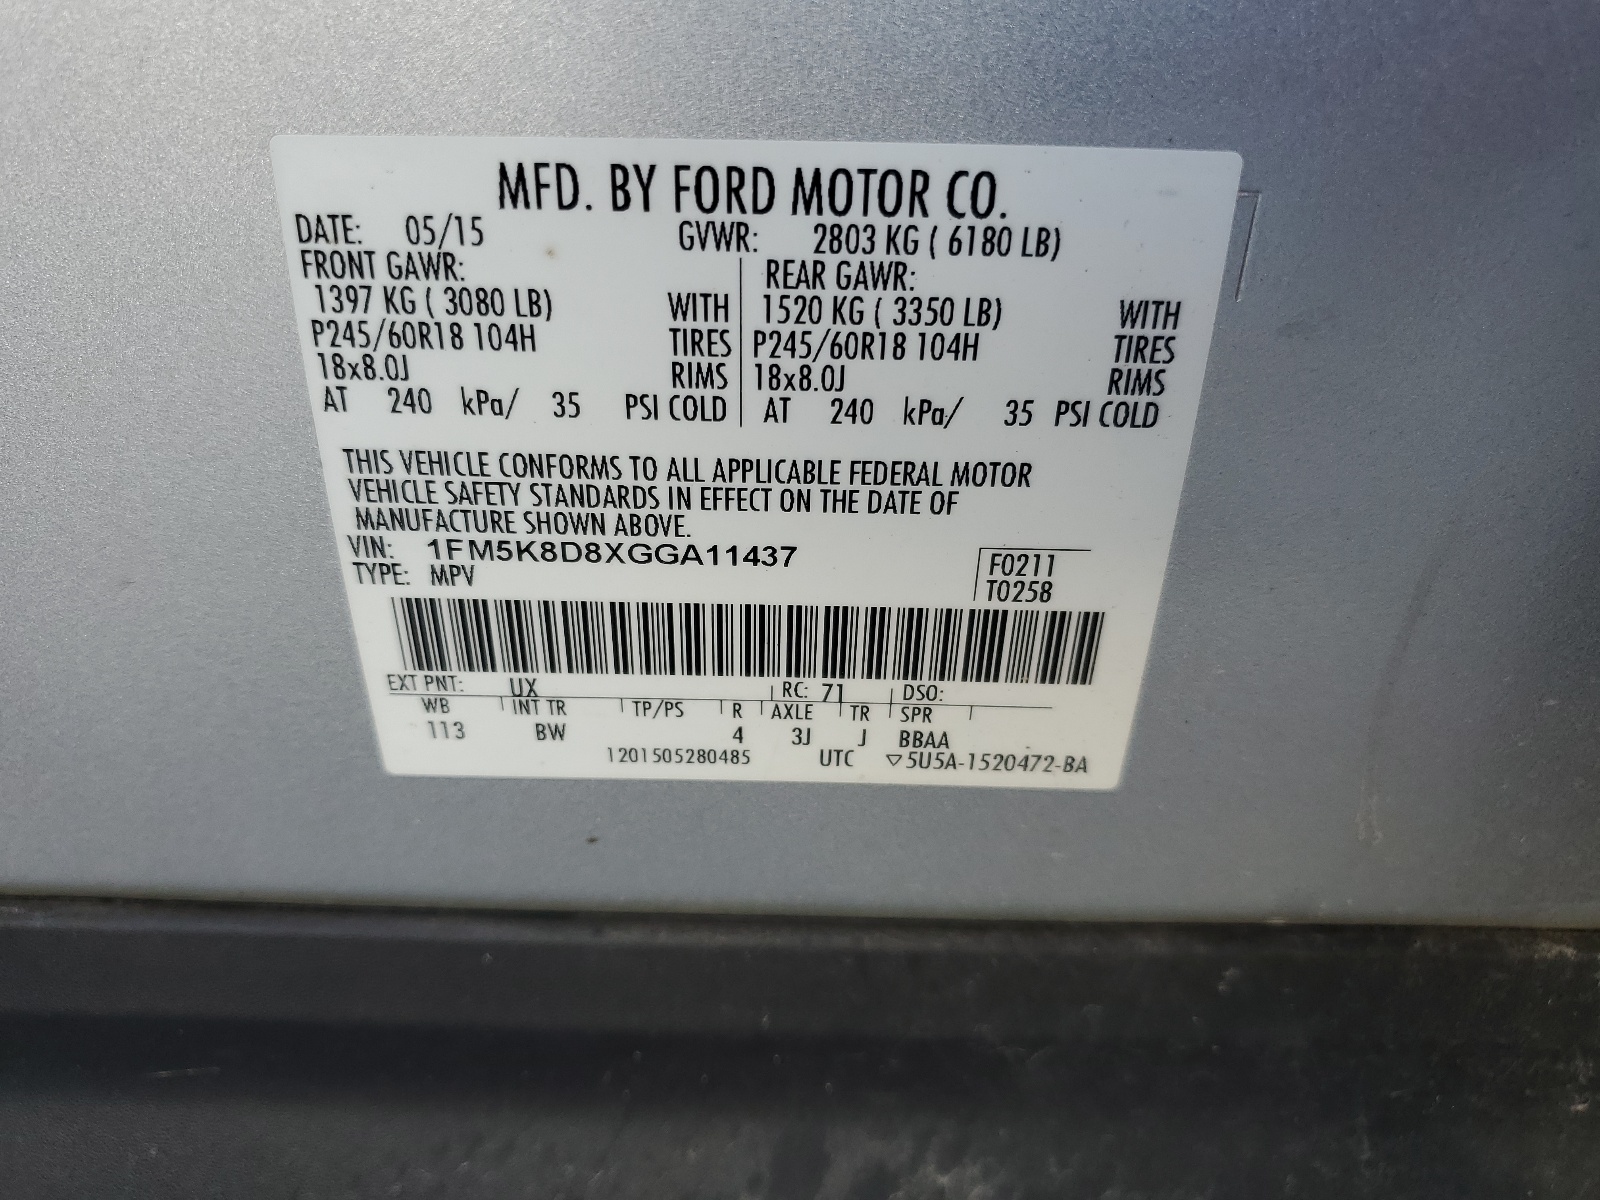 MFD. BY FORD MOTOR CO.
DATE: 05/15 GVWR: 2803 KG ( 6180 LB)
FRONT GAWR: REAR GAWR:
1397 KG ( 3080 LB) WITH 1520 KG ( 3350 LB) WITH
P245/60R18 104H TIRES P245/60R18 104H TIRES
18x8.0J RIMS 18x8.0J RIMS
AT 240 kPa/ 35 PSI COLD AT 240 kPa/ 35 PSI COLD
THIS VEHICLE CONFORMS TO ALL APPLICABLE FEDERAL MOTOR
VEHICLE SAFETY STANDARDS IN EFFECT ON THE DATE OF
MANUFACTURE SHOWN ABOVE.
VIN: 1FM5K8D8XGGA11437 F0211
TYPE: MPV T0258
EXT PNT: UX RC: 71 DSO:
WB INT TR TP/PS R AXLE TR SPR
113 BW 4 3J J BBAA
1201505280485 UTC ▽5U5A-1520472-BA